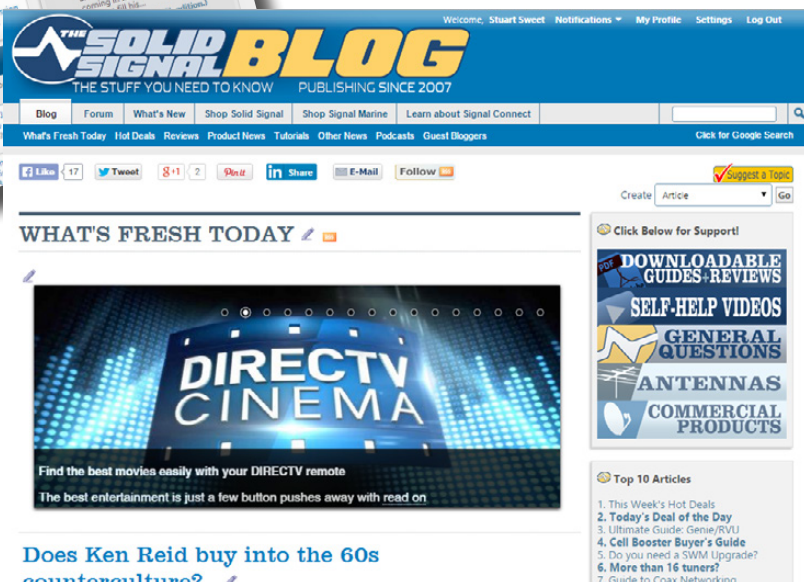 coming in
fill his...
edition.)
Welcome, Stuart Sweet Notifications My Profile Settings Log Out
THE SOLID SIGNAL BLOG
THE STUFF YOU NEED TO KNOW PUBLISHING SINCE 2007
Blog Forum What's New Shop Solid Signal Shop Signal Marine Learn about Signal Connect
What's Fresh Today Hot Deals Reviews Product News Tutorials Other News Podcasts Guest Bloggers Click for Google Search
Like 17 Tweet g+1 2 Pin it in Share E-Mail Follow
Suggest a Topic
Create Article Go
WHAT'S FRESH TODAY
DIRECTV
CINEMA
Find the best movies easily with your DIRECTV remote
The best entertainment is just a few button pushes away with read on
Does Ken Reid buy into the 60s
counterculture?
Click Below for Support!
PDF DOWNLOADABLE
GUIDES+REVIEWS
SELF-HELP VIDEOS
GENERAL
QUESTIONS
ANTENNAS
COMMERCIAL
PRODUCTS
Top 10 Articles
1. This Week's Hot Deals
2. Today's Deal of the Day
3. Ultimate Guide: Genie/RVU
4. Cell Booster Buyer's Guide
5. Do you need a SWM Upgrade?
6. More than 16 tuners?
7. Guide to Coax Networking